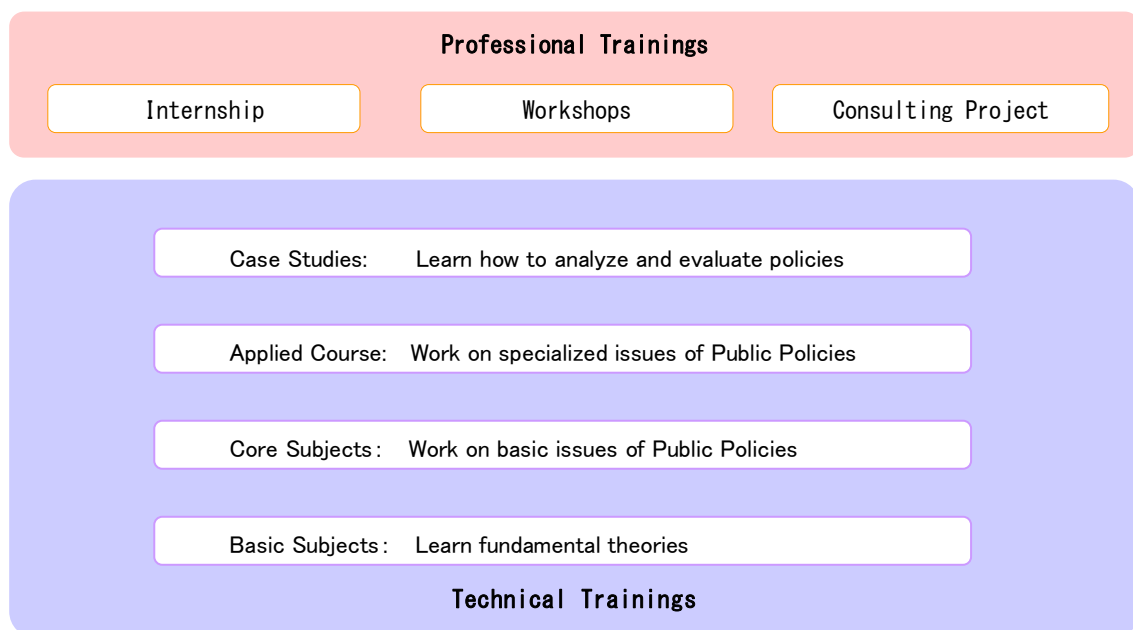 Professional Trainings
Internship
Workshops
Consulting Project
Case Studies: Learn how to analyze and evaluate policies
Applied Course: Work on specialized issues of Public Policies
Core Subjects: Work on basic issues of Public Policies
Basic Subjects: Learn fundamental theories
Technical Trainings